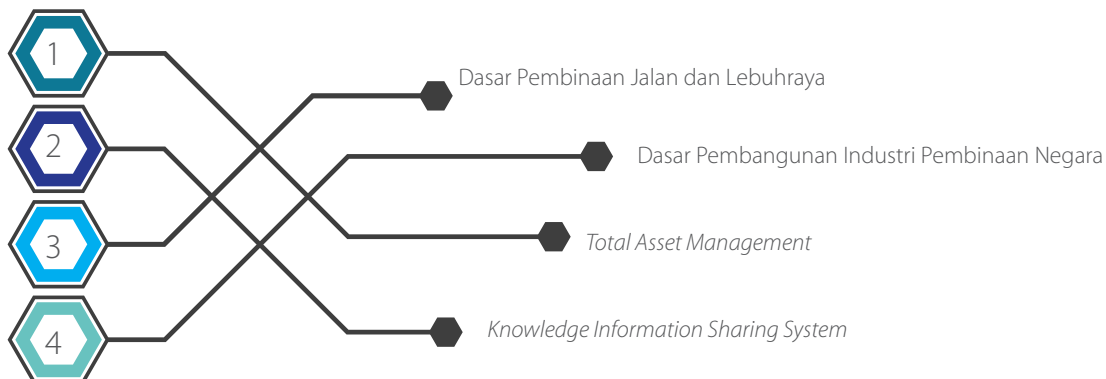 1
Dasar Pembinaan Jalan dan Lebuhraya
2
Dasar Pembangunan Industri Pembinaan Negara
3
Total Asset Management
4
Knowledge Information Sharing System